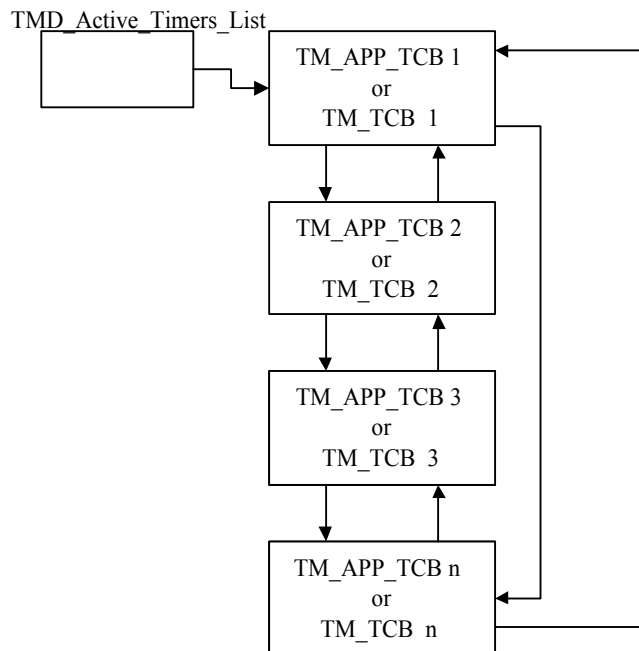 TMD_Active_Timers_List
TM_APP_TCB 1
or
TM_TCB 1
TM_APP_TCB 2
or
TM_TCB 2
TM_APP_TCB 3
or
TM_TCB 3
TM_APP_TCB n
or
TM_TCB n